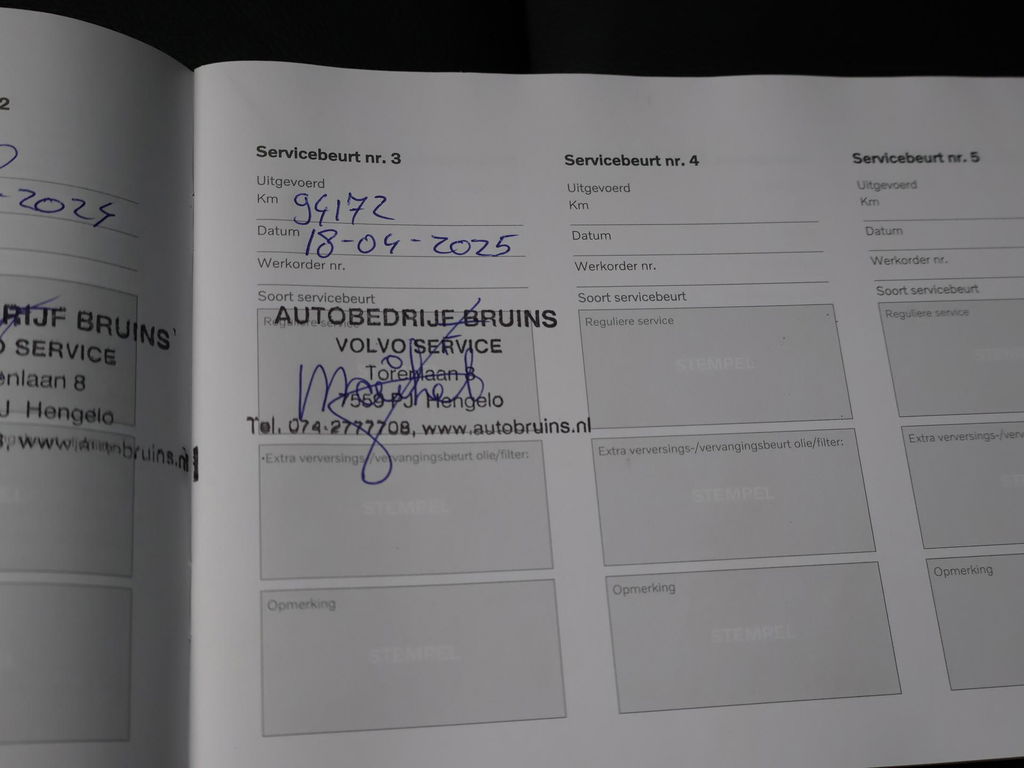 2
-2024
RIJF BRUINS
O SERVICE
enlaan 8
J Hengelo
www.autobruins.nl
Servicebeurt nr. 3
Uitgevoerd
Km 94172
Datum 18-04-2025
Werkorder nr.
Soort servicebeurt
Reguliere service
AUTOBEDRIJF BRUINS
VOLVO SERVICE
Torenlaan 8
7559 PJ Hengelo
Tel. 074-2777708, www.autobruins.nl
Extra verversings-/vervangingsbeurt olie/filter:
STEMPEL
Opmerking
STEMPEL
Servicebeurt nr. 4
Uitgevoerd
Km
Datum
Werkorder nr.
Soort servicebeurt
Reguliere service
STEMPEL
Extra verversings-/vervangingsbeurt olie/filter:
STEMPEL
Opmerking
STEMPEL
Servicebeurt nr. 5
Uitgevoerd
Km
Datum
Werkorder nr.
Soort servicebeurt
Reguliere service
Extra verversings-/verva
Opmerking